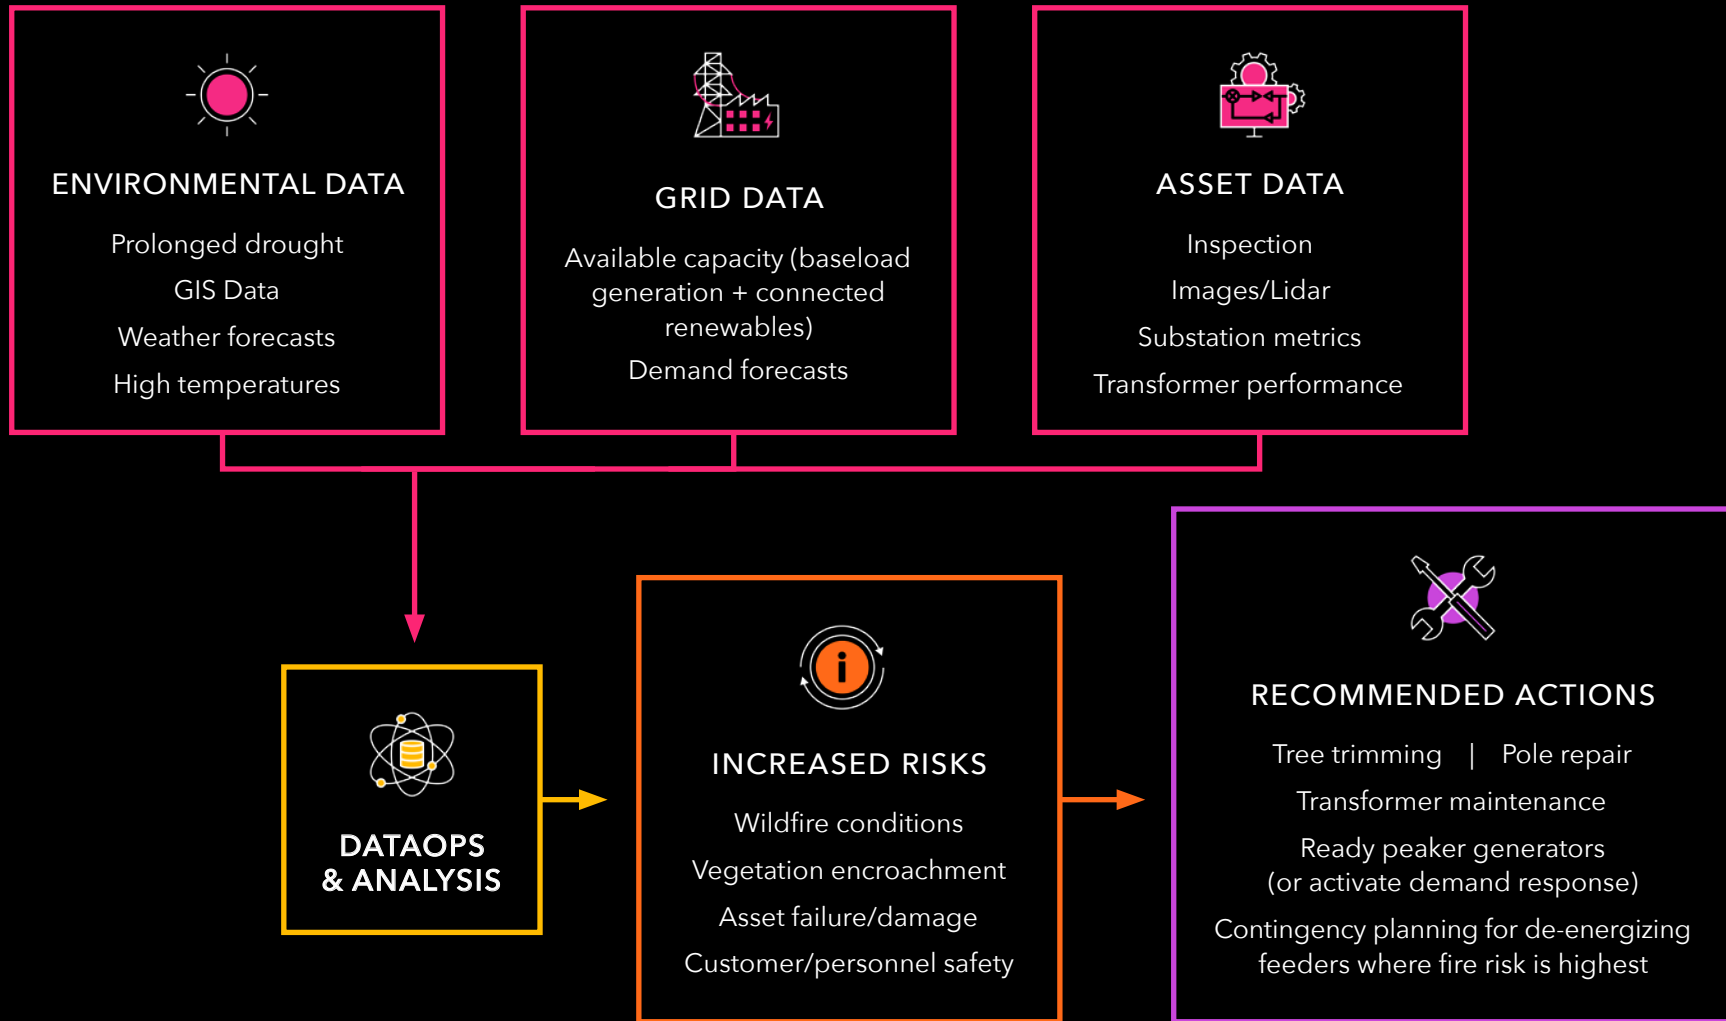 ENVIRONMENTAL DATA
Prolonged drought
GIS Data
Weather forecasts
High temperatures
GRID DATA
Available capacity (baseload
generation + connected
renewables)
Demand forecasts
ASSET DATA
Inspection
Images/Lidar
Substation metrics
Transformer performance
DATAOPS
& ANALYSIS
INCREASED RISKS
Wildfire conditions
Vegetation encroachment
Asset failure/damage
Customer/personnel safety
RECOMMENDED ACTIONS
Tree trimming | Pole repair
Transformer maintenance
Ready peaker generators
(or activate demand response)
Contingency planning for de-energizing
feeders where fire risk is highest